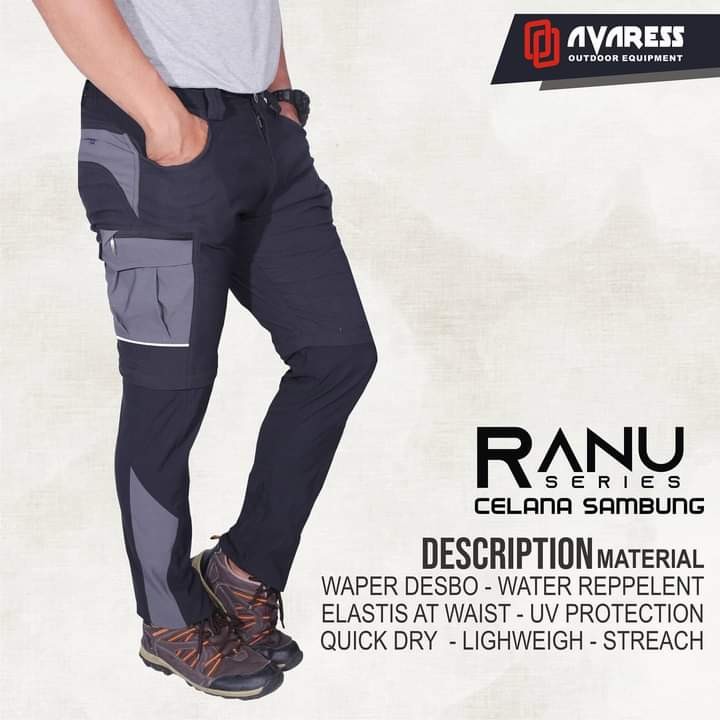 AVARESS
OUTDOOR EQUIPMENT
RANU
SERIES
CELANA SAMBUNG
DESCRIPTION MATERIAL
WAPER DESBO - WATER REPPELENT
ELASTIS AT WAIST - UV PROTECTION
QUICK DRY - LIGHWEIGH - STREACH